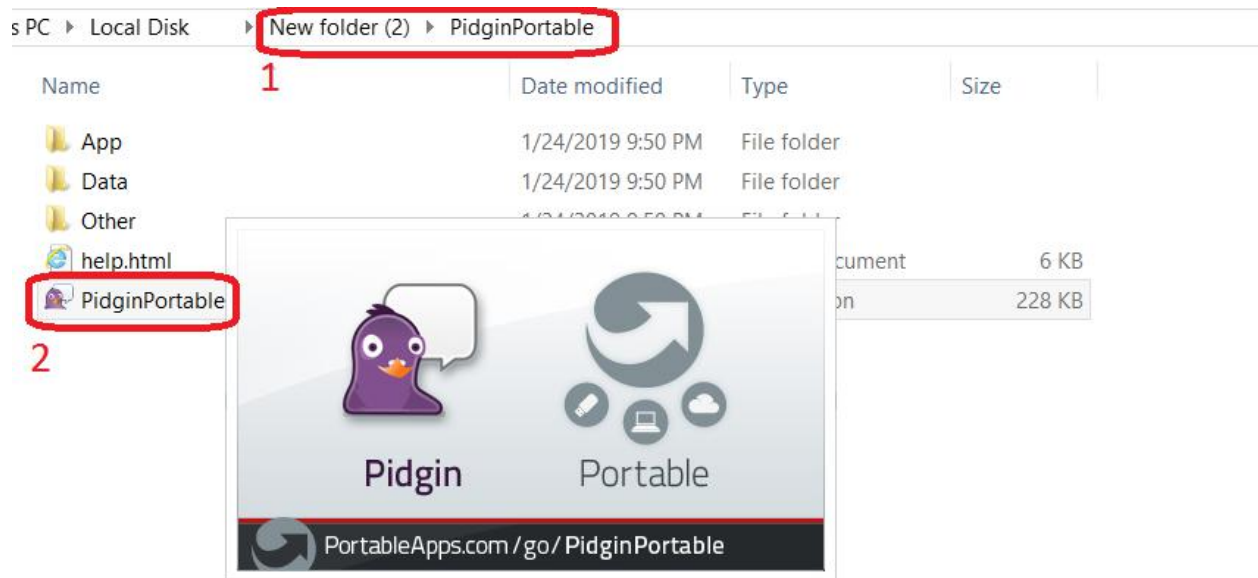 s PC Local Disk New folder (2) PidginPortable
1
Name Date modified Type Size
App 1/24/2019 9:50 PM File folder
Data 1/24/2019 9:50 PM File folder
Other
help.html cument 6 KB
PidginPortable on 228 KB
2
Pidgin Portable
PortableApps.com/go/PidginPortable